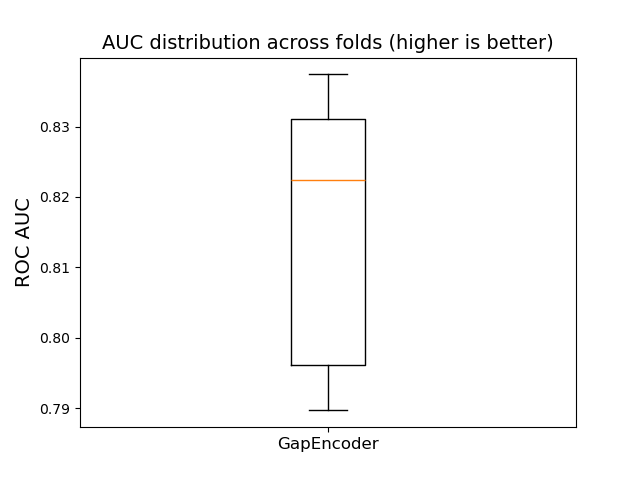 AUC distribution across folds (higher is better)
ROC AUC
0.83
0.82
0.81
0.80
0.79
GapEncoder